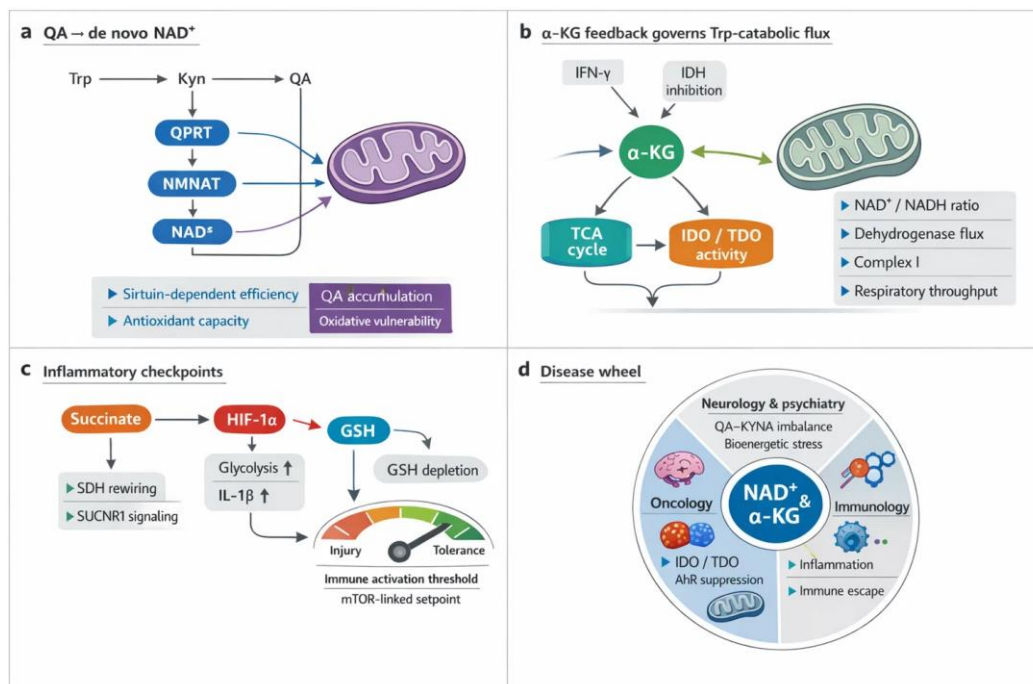 a QA → de novo NAD⁺
Trp
Kyn
QA
QPRT
NMNAT
NADˢ
Sirtuin-dependent efficiency
Antioxidant capacity
QA accumulation
Oxidative vulnerability
b α-KG feedback governs Trp-catabolic flux
IFN-γ
IDH
inhibition
α-KG
TCA
cycle
IDO / TDO
activity
NAD⁺ / NADH ratio
Dehydrogenase flux
Complex I
Respiratory throughput
c Inflammatory checkpoints
Succinate
HIF-1α
GSH
SDH rewiring
SUCNR1 signaling
Glycolysis ↑
IL-1β ↑
GSH depletion
Injury
Tolerance
Immune activation threshold
mTOR-linked setpoint
d Disease wheel
Neurology & psychiatry
QA–KYNA imbalance
Bioenergetic stress
Oncology
IDO / TDO
AhR suppression
NAD⁺
&
α-KG
Immunology
Inflammation
Immune escape